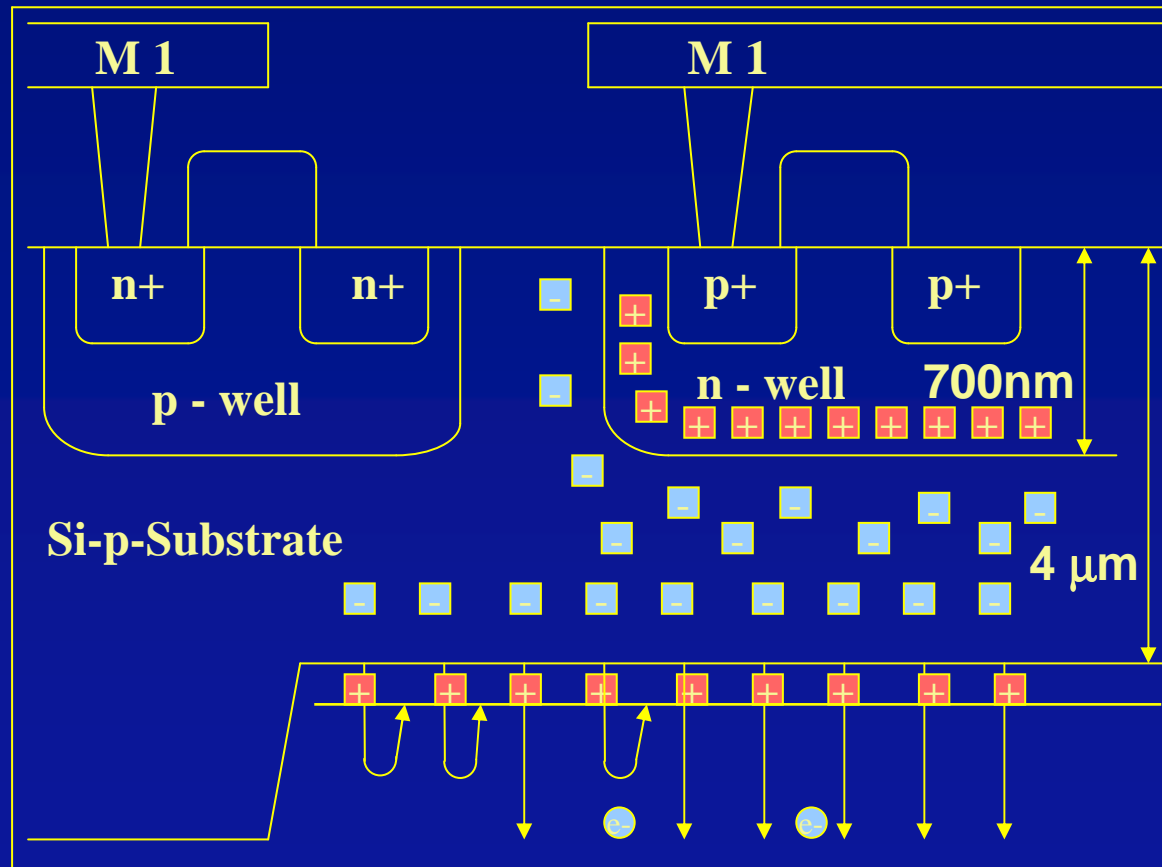 M 1
M 1
n+
n+
p+
p+
-
+
+
n - well
700nm
p - well
-
+
+ + + + + + + +
-
- - - -
Si-p-Substrate
- - - -
4 μm
- - - - - - - - -
+ + + + + + + + +
e- e-